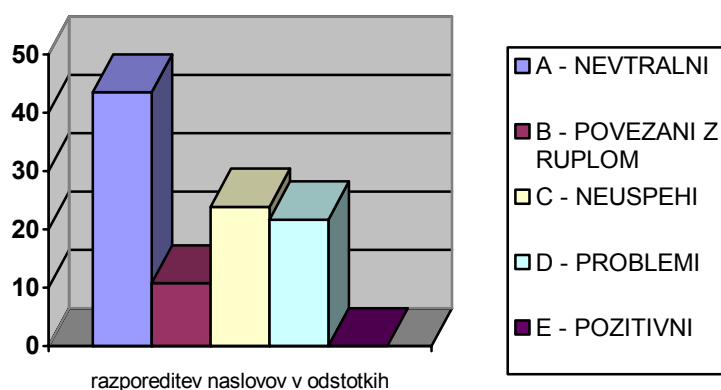 50
40
30
20
10
0
razporeditev naslovov v odstotkih
A - NEVTRALNI
B - POVEZANI Z
RUPLOM
C - NEUSPEHI
D - PROBLEMI
E - POZITIVNI